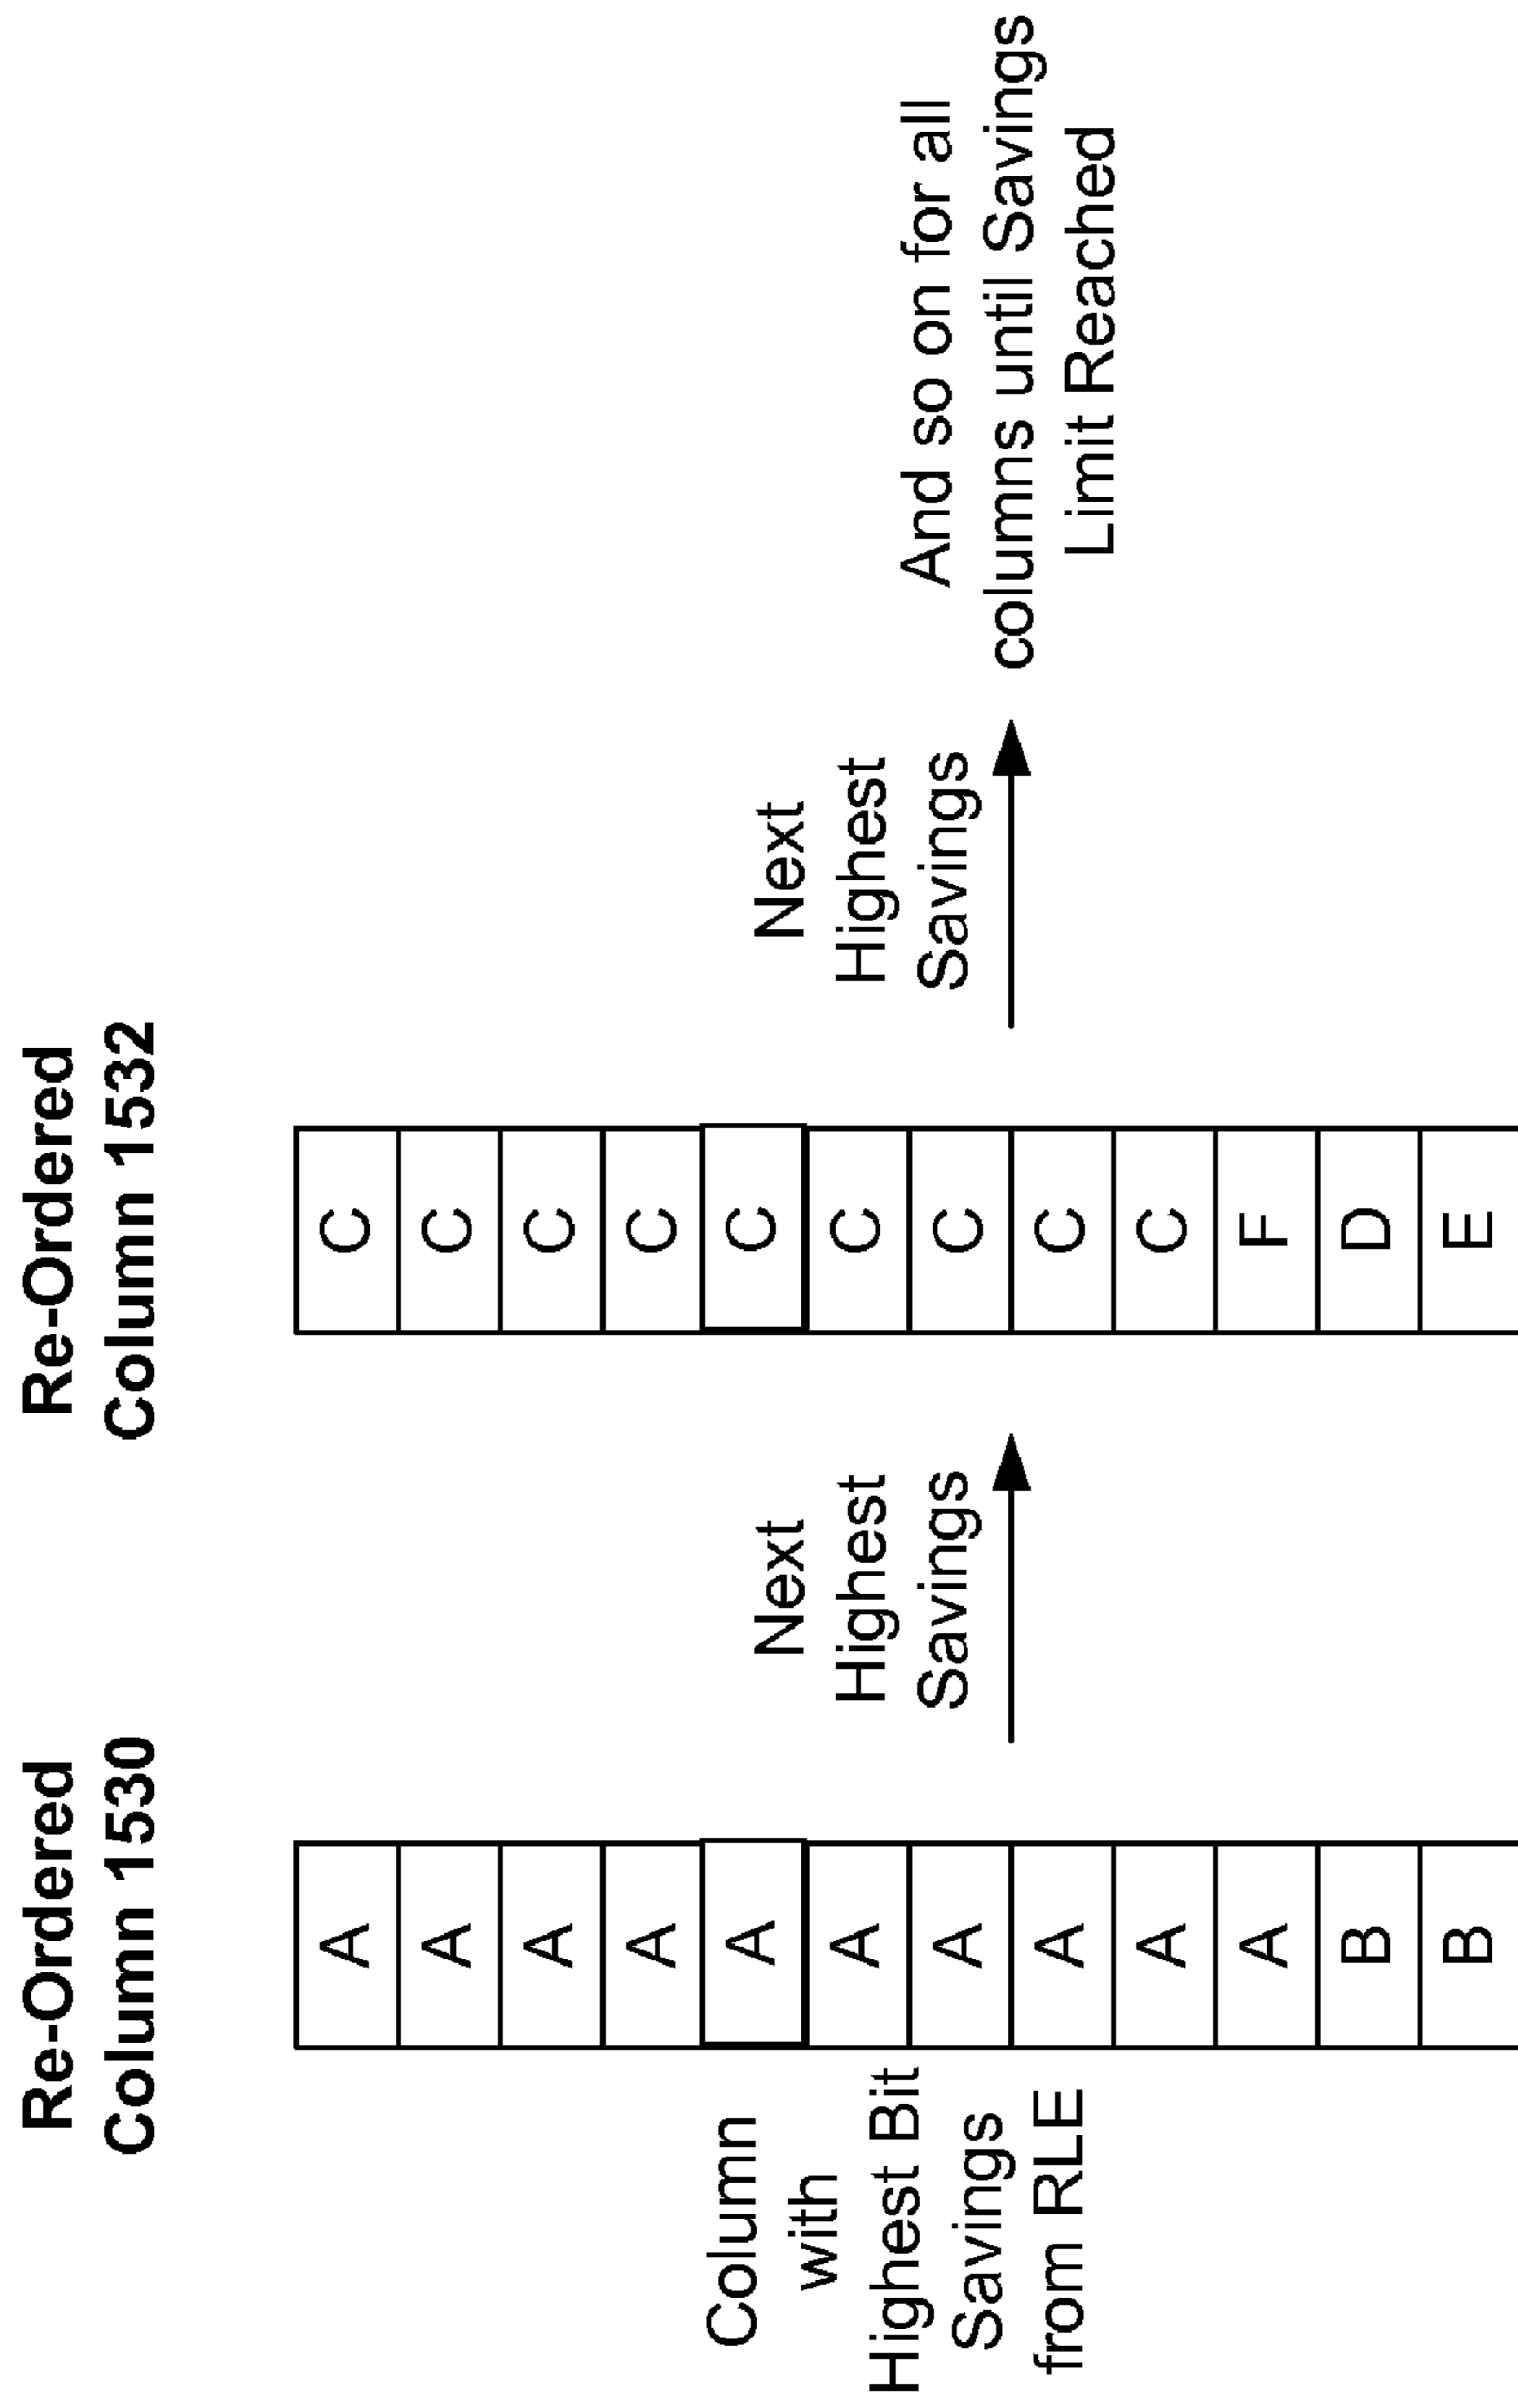 Re-Ordered
Column 1530
Re-Ordered
Column 1532
Column
with
Highest Bit
Savings
from RLE
A
A
A
A
A
A
A
A
A
A
B
B
Next
Highest
Savings
C
C
C
C
C
C
C
C
C
F
D
E
Next
Highest
Savings
And so on for all
columns until Savings
Limit Reached